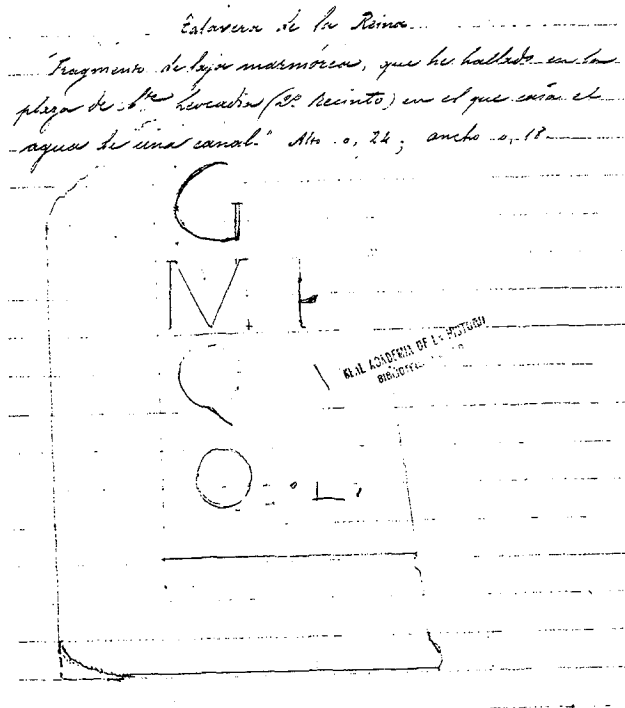 Talavera de la Reina
"Fragmento de laja marmórea, que he hallado en la
plaza de Sta Leocadia (2º Recinto) en el que caía el
agua de una canal." Alto 0,24; ancho 0,18
G
M
O
REAL ACADEMIA DE LA HISTORIA